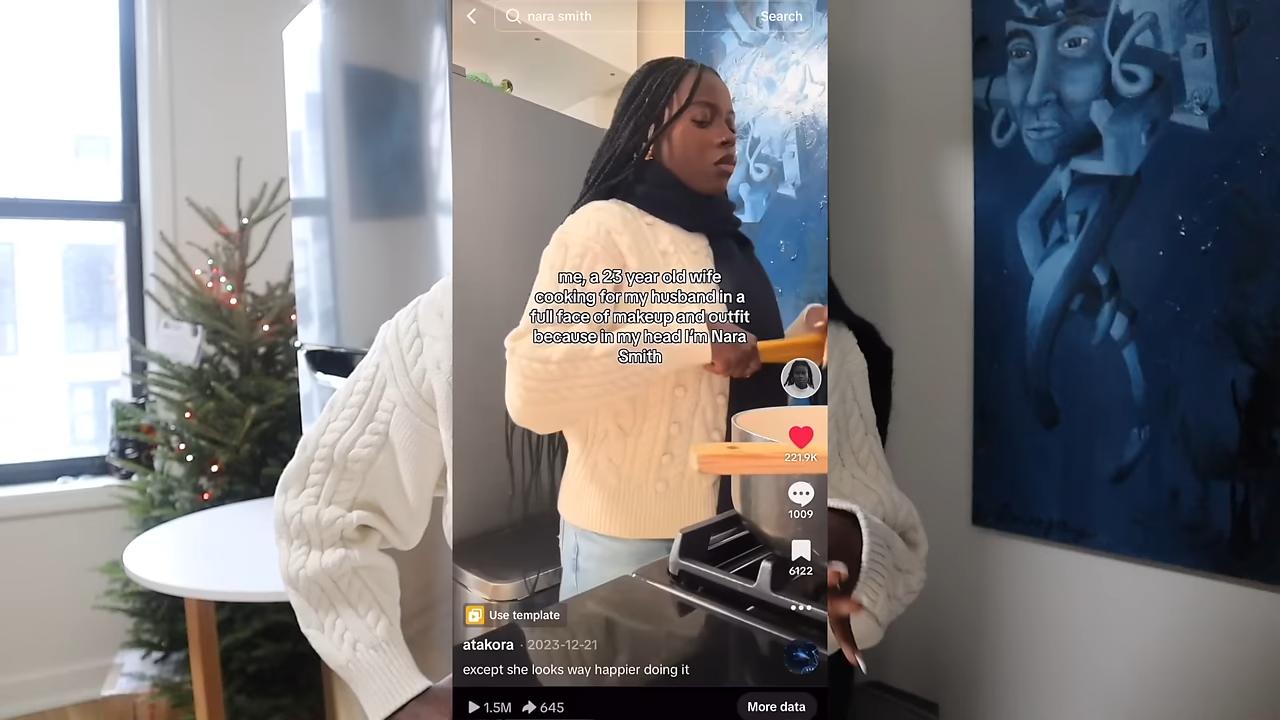 nara smith
Search
me, a 23 year old wife
cooking for my husband in a
full face of makeup and outfit
because in my head I'm Nara
Smith
221.9K
1009
6122
Use template
atakora · 2023-12-21
except she looks way happier doing it
1.5M
645
More data